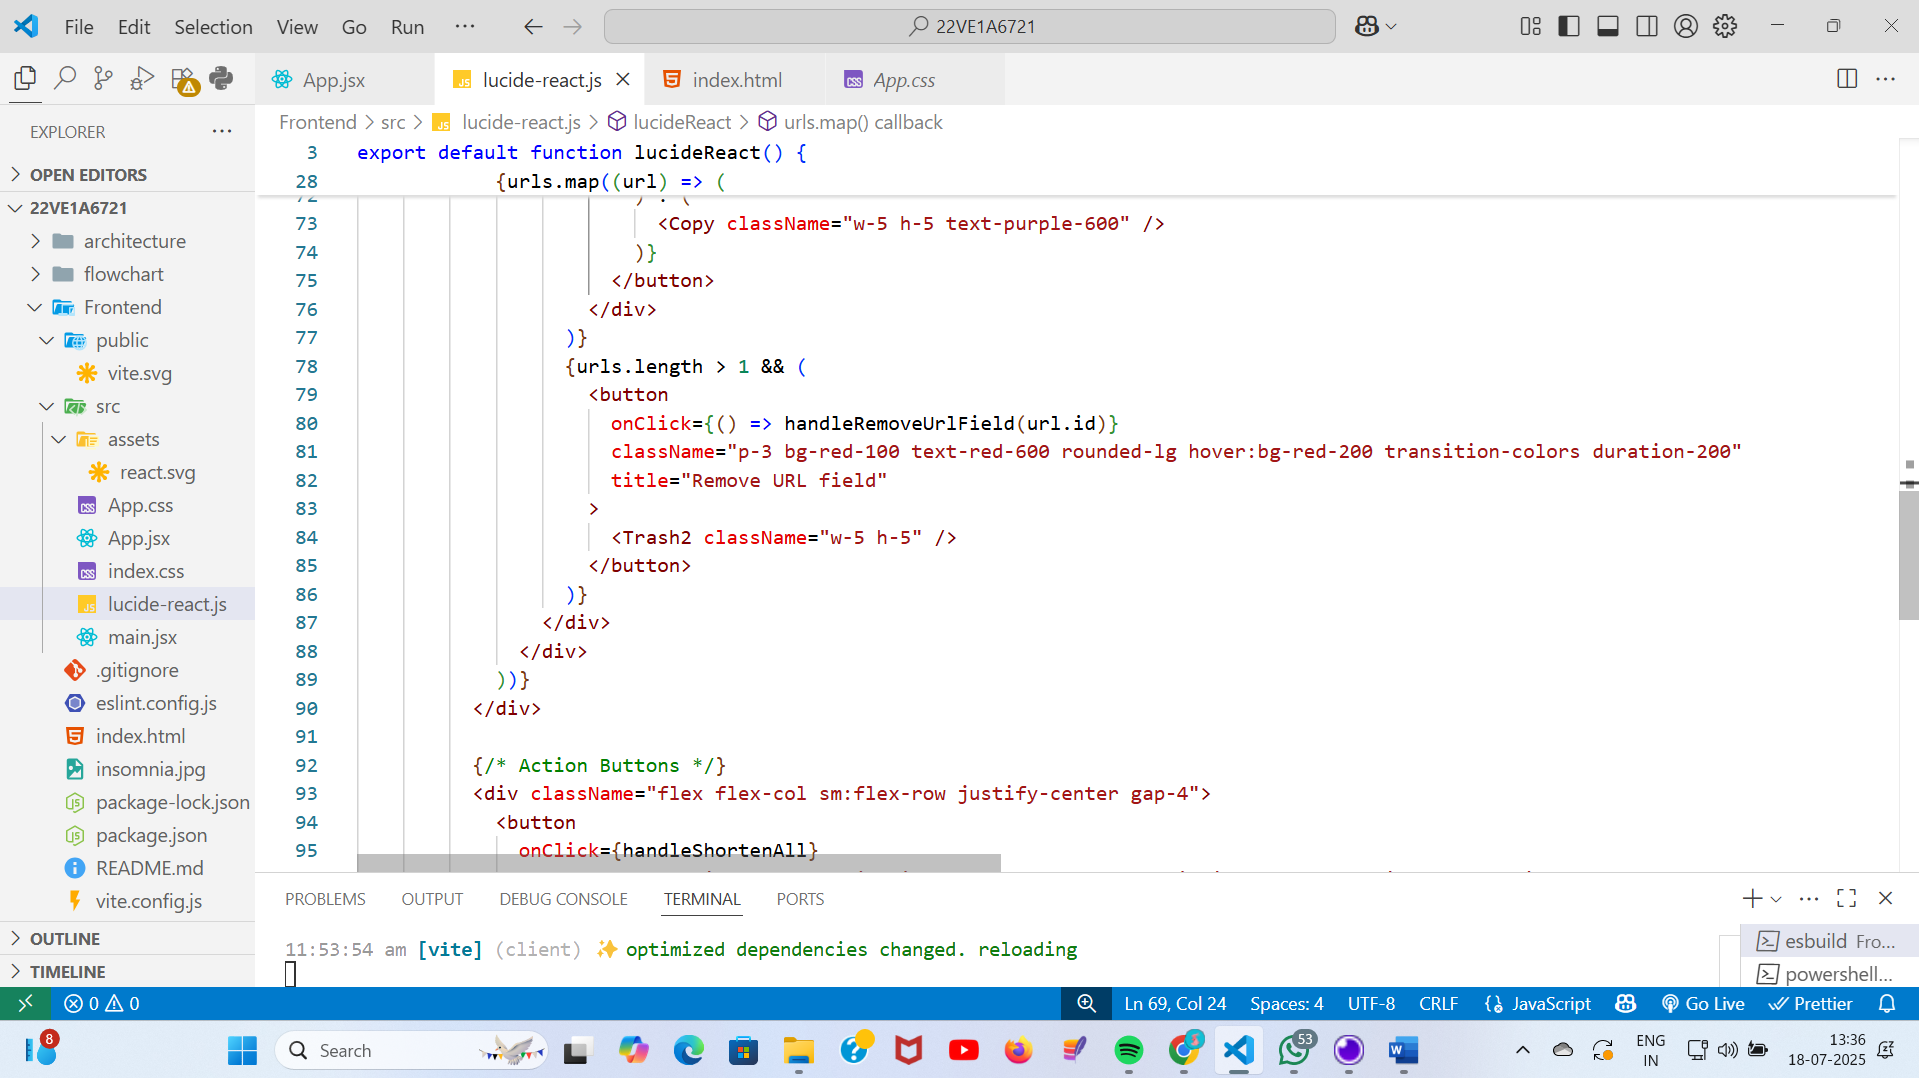 File Edit Selection View Go Run ··· 22VE1A6721
App.jsx
JS lucide-react.js
index.html
App.css
EXPLORER
OPEN EDITORS
22VE1A6721
architecture
flowchart
Frontend
public
vite.svg
src
assets
react.svg
App.css
App.jsx
index.css
lucide-react.js
main.jsx
.gitignore
eslint.config.js
index.html
insomnia.jpg
package-lock.json
package.json
README.md
vite.config.js
OUTLINE
TIMELINE
Frontend > src > JS lucide-react.js > lucideReact > urls.map() callback
3 export default function lucideReact() {
28 {urls.map((url) => (
72 ) : (
73 <Copy className="w-5 h-5 text-purple-600" />
74 )}
75 </button>
76 </div>
77 )}
78 {urls.length > 1 && (
79 <button
80 onClick={() => handleRemoveUrlField(url.id)}
81 className="p-3 bg-red-100 text-red-600 rounded-lg hover:bg-red-200 transition-colors duration-200"
82 title="Remove URL field"
83 >
84 <Trash2 className="w-5 h-5" />
85 </button>
86 )}
87 </div>
88 </div>
89 ))}
90 </div>
91
92 {/* Action Buttons */}
93 <div className="flex flex-col sm:flex-row justify-center gap-4">
94 <button
95 onClick={handleShortenAll}
PROBLEMS OUTPUT DEBUG CONSOLE TERMINAL PORTS
11:53:54 am [vite] (client) ✨ optimized dependencies changed. reloading
esbuild Fro...
powershell...
0 0 Ln 69, Col 24 Spaces: 4 UTF-8 CRLF {} JavaScript Go Live Prettier
8 Search 53 ENG
IN
13:36
18-07-2025